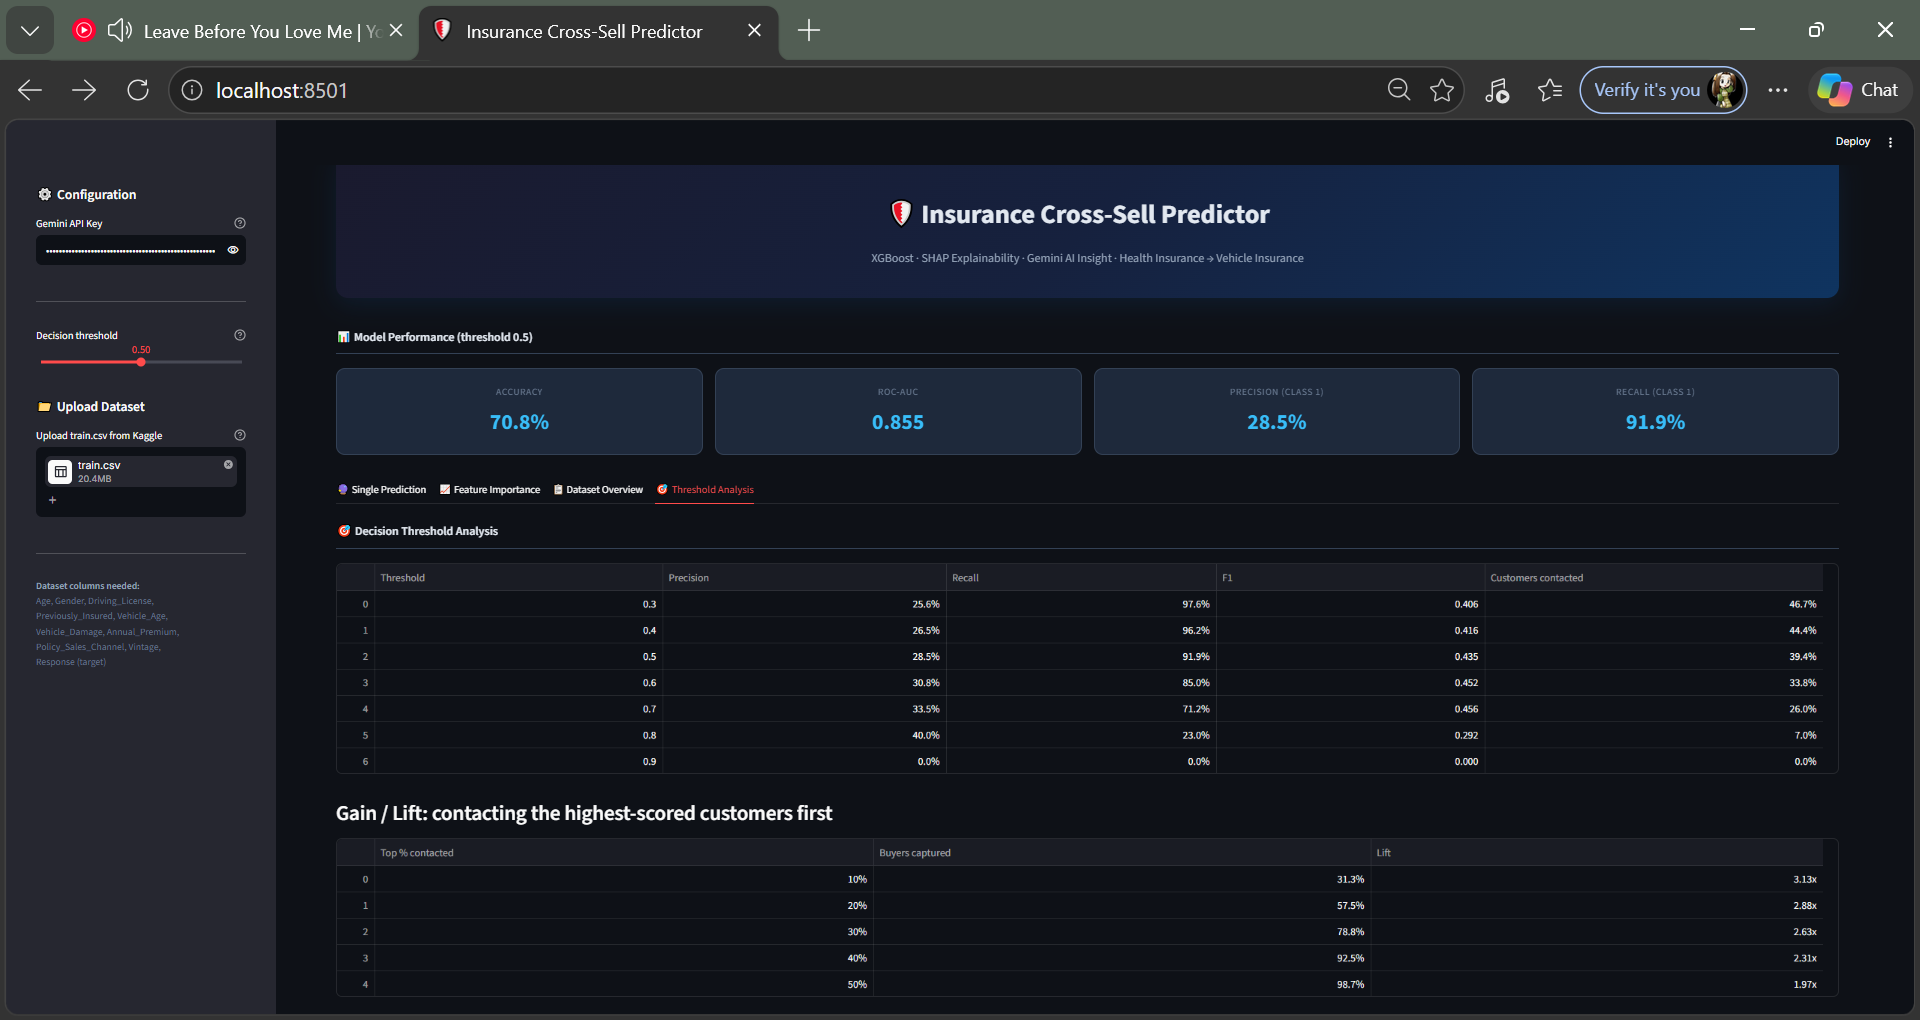 Leave Before You Love Me | Yo
Insurance Cross-Sell Predictor
localhost:8501
Verify it's you
Chat
Deploy
Configuration
Gemini API Key
Decision threshold
0.50
Upload Dataset
Upload train.csv from Kaggle
train.csv
20.4MB
Dataset columns needed:
Age, Gender, Driving_License,
Previously_Insured, Vehicle_Age,
Vehicle_Damage, Annual_Premium,
Policy_Sales_Channel, Vintage,
Response (target)
Insurance Cross-Sell Predictor
XGBoost · SHAP Explainability · Gemini AI Insight · Health Insurance → Vehicle Insurance
Model Performance (threshold 0.5)
ACCURACY
70.8%
ROC-AUC
0.855
PRECISION (CLASS 1)
28.5%
RECALL (CLASS 1)
91.9%
Single Prediction Feature Importance Dataset Overview Threshold Analysis
Decision Threshold Analysis
Threshold Precision Recall F1 Customers contacted
0 0.3 25.6% 97.6% 0.406 46.7%
1 0.4 26.5% 96.2% 0.416 44.4%
2 0.5 28.5% 91.9% 0.435 39.4%
3 0.6 30.8% 85.0% 0.452 33.8%
4 0.7 33.5% 71.2% 0.456 26.0%
5 0.8 40.0% 23.0% 0.292 7.0%
6 0.9 0.0% 0.0% 0.000 0.0%
Gain / Lift: contacting the highest-scored customers first
Top % contacted Buyers captured Lift
0 10% 31.3% 3.13x
1 20% 57.5% 2.88x
2 30% 78.8% 2.63x
3 40% 92.5% 2.31x
4 50% 98.7% 1.97x